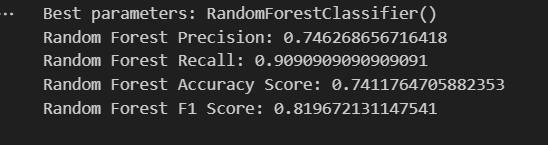 ... Best parameters: RandomForestClassifier()
Random Forest Precision: 0.746268656716418
Random Forest Recall: 0.9090909090909091
Random Forest Accuracy Score: 0.7411764705882353
Random Forest F1 Score: 0.819672131147541